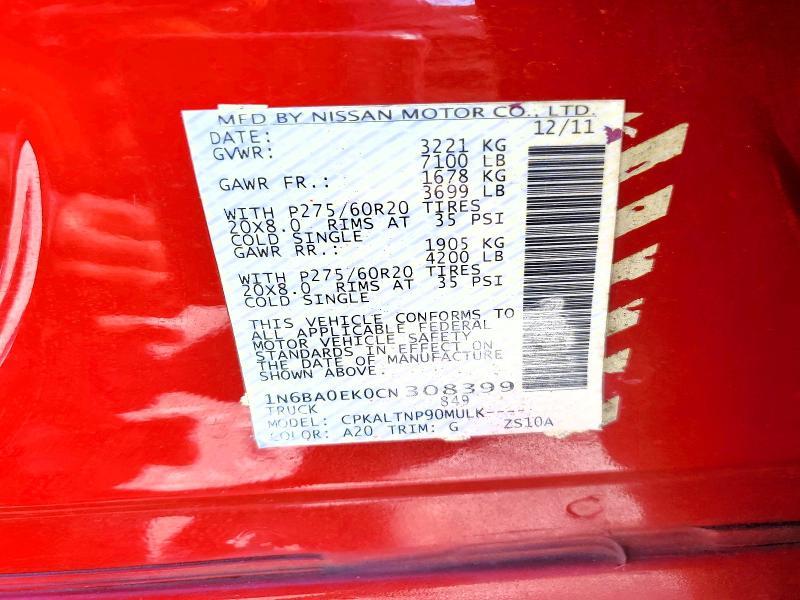 MFD BY NISSAN MOTOR CO., LTD.
DATE: 12/11
GVWR: 3221 KG
7100 LB
GAWR FR.: 1678 KG
3699 LB
WITH P275/60R20 TIRES
20X8.0 RIMS AT 35 PSI
COLD SINGLE
GAWR RR.: 1905 KG
4200 LB
WITH P275/60R20 TIRES
20X8.0 RIMS AT 35 PSI
COLD SINGLE
THIS VEHICLE CONFORMS TO
ALL APPLICABLE FEDERAL
MOTOR VEHICLE SAFETY
STANDARDS IN EFFECT ON
THE DATE OF MANUFACTURE
SHOWN ABOVE.
1N6BA0EK0CN 308399
TRUCK 849
MODEL: CPKALTNP90MULK----
COLOR: A20 TRIM: G ZS10A